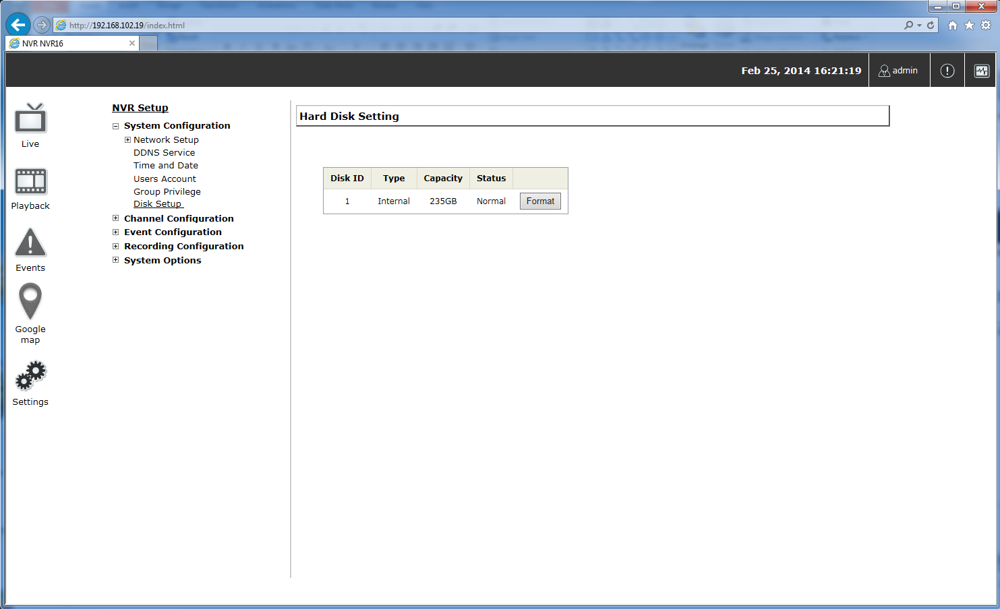 http://192.168.102.19/index.html
NVR NVR16
Feb 25, 2014 16:21:19
admin
Live
Playback
Events
Google
map
Settings
NVR Setup
System Configuration
Network Setup
DDNS Service
Time and Date
Users Account
Group Privilege
Disk Setup
Channel Configuration
Event Configuration
Recording Configuration
System Options
Hard Disk Setting
Disk ID Type Capacity Status
1 Internal 235GB Normal Format